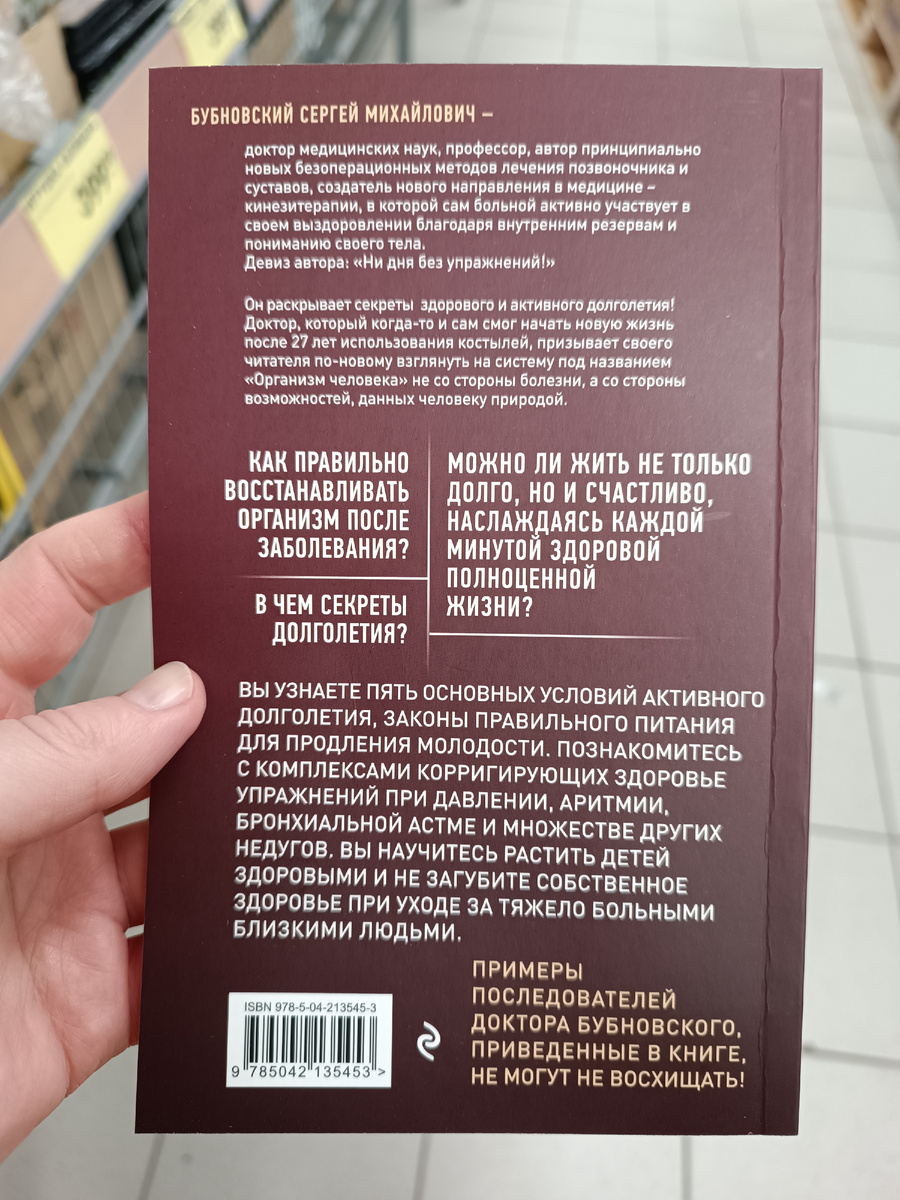 БУБНОВСКИЙ СЕРГЕЙ МИХАЙЛОВИЧ –
доктор медицинских наук, профессор, автор принципиально
новых безоперационных методов лечения позвоночника и
суставов, создатель нового направления в медицине –
кинезитерапии, в которой сам больной активно участвует в
своем выздоровлении благодаря внутренним резервам и
пониманию своего тела.
Девиз автора: «Ни дня без упражнений!»
Он раскрывает секреты здорового и активного долголетия!
Доктор, который когда-то и сам смог начать новую жизнь
после 27 лет использования костылей, призывает своего
читателя по-новому взглянуть на систему под названием
«Организм человека» не со стороны болезни, а со стороны
возможностей, данных человеку природой.
КАК ПРАВИЛЬНО
ВОССТАНАВЛИВАТЬ
ОРГАНИЗМ ПОСЛЕ
ЗАБОЛЕВАНИЯ?
В ЧЕМ СЕКРЕТЫ
ДОЛГОЛЕТИЯ?
МОЖНО ЛИ ЖИТЬ НЕ ТОЛЬКО
ДОЛГО, НО И СЧАСТЛИВО,
НАСЛАЖДАЯСЬ КАЖДОЙ
МИНУТОЙ ЗДОРОВОЙ
ПОЛНОЦЕННОЙ
ЖИЗНИ?
ВЫ УЗНАЕТЕ ПЯТЬ ОСНОВНЫХ УСЛОВИЙ АКТИВНОГО
ДОЛГОЛЕТИЯ, ЗАКОНЫ ПРАВИЛЬНОГО ПИТАНИЯ
ДЛЯ ПРОДЛЕНИЯ МОЛОДОСТИ. ПОЗНАКОМИТЕСЬ
С КОМПЛЕКСАМИ КОРРИГИРУЮЩИХ ЗДОРОВЬЕ
УПРАЖНЕНИЙ ПРИ ДАВЛЕНИИ, АРИТМИИ,
БРОНХИАЛЬНОЙ АСТМЕ И МНОЖЕСТВЕ ДРУГИХ
НЕДУГОВ. ВЫ НАУЧИТЕСЬ РАСТИТЬ ДЕТЕЙ
ЗДОРОВЫМИ И НЕ ЗАГУБИТЕ СОБСТВЕННОЕ
ЗДОРОВЬЕ ПРИ УХОДЕ ЗА ТЯЖЕЛО БОЛЬНЫМИ
БЛИЗКИМИ ЛЮДЬМИ.
ПРИМЕРЫ
ПОСЛЕДОВАТЕЛЕЙ
ДОКТОРА БУБНОВСКОГО,
ПРИВЕДЕННЫЕ В КНИГЕ,
НЕ МОГУТ НЕ ВОСХИЩАТЬ!
ISBN 978-5-04-213545-3
9 785042 135453 >